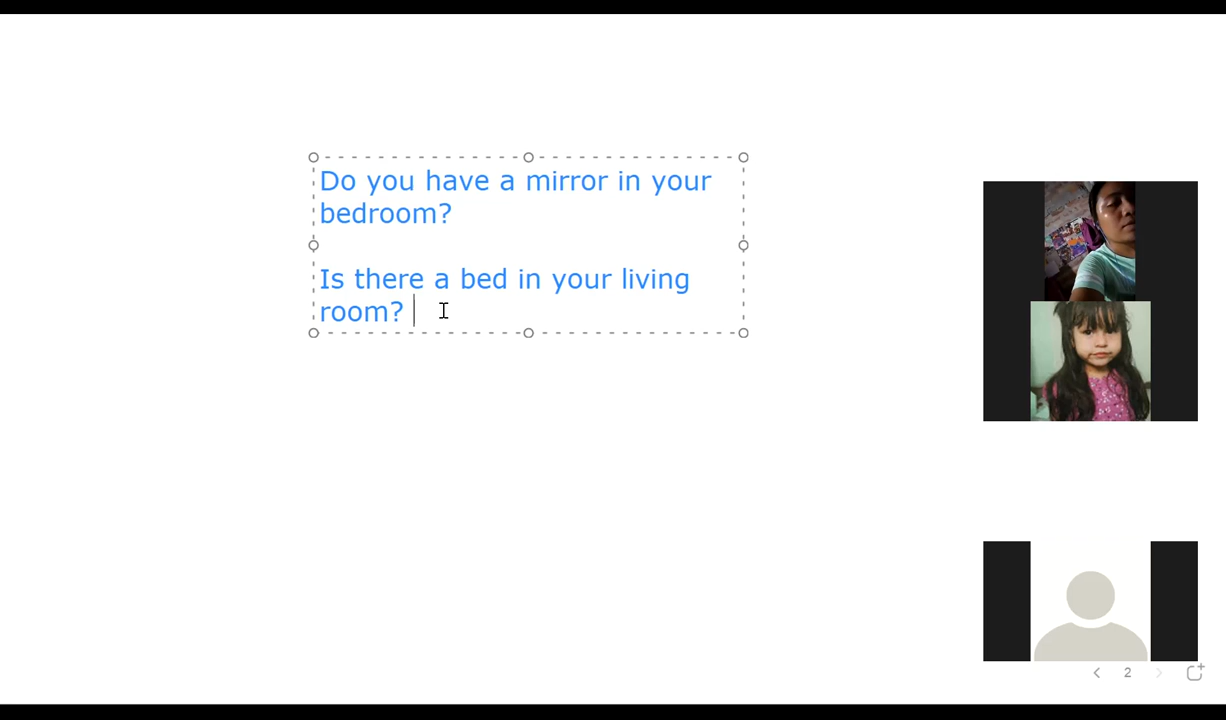 Do you have a mirror in your
bedroom?
Is there a bed in your living
room?
2